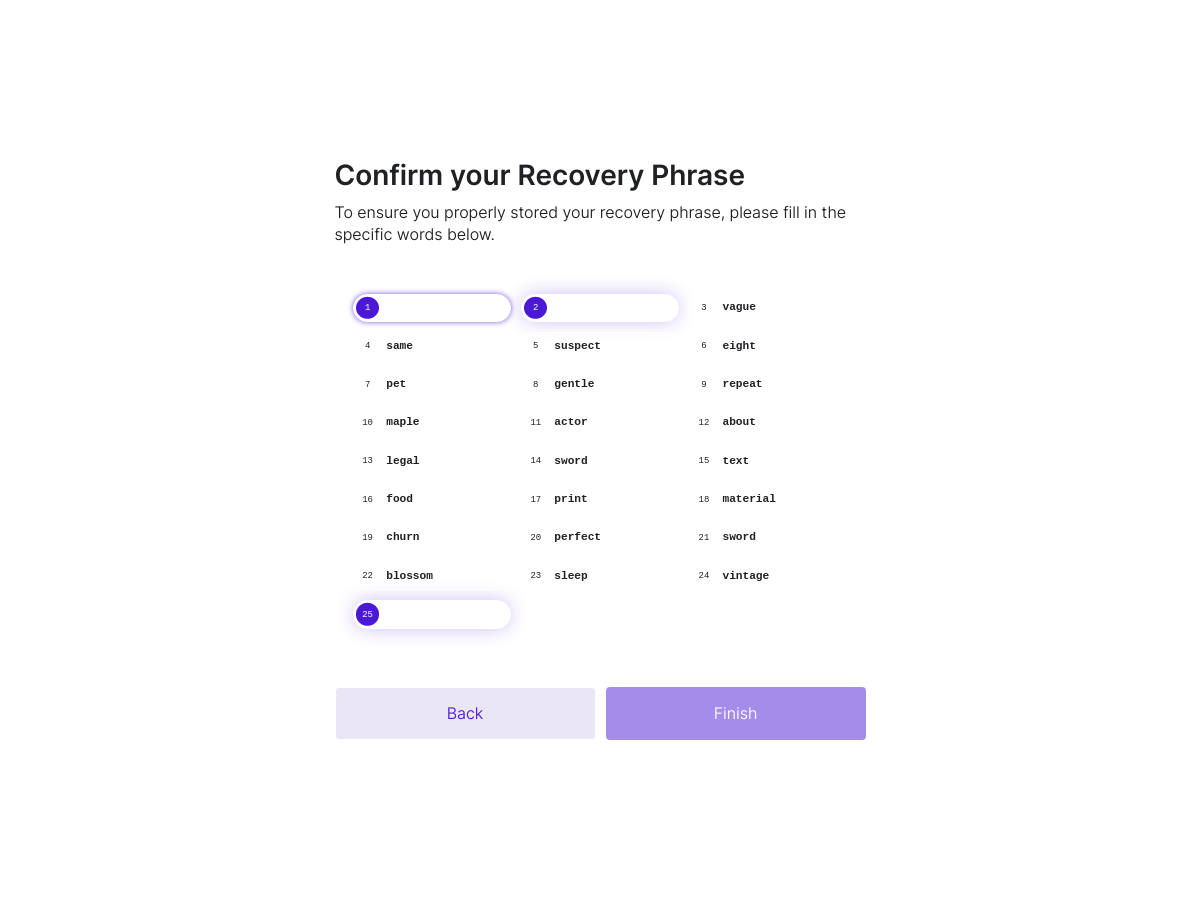 Confirm your Recovery Phrase
To ensure you properly stored your recovery phrase, please fill in the
specific words below.
1 2 3 vague
4 same 5 suspect 6 eight
7 pet 8 gentle 9 repeat
10 maple 11 actor 12 about
13 legal 14 sword 15 text
16 food 17 print 18 material
19 churn 20 perfect 21 sword
22 blossom 23 sleep 24 vintage
25
Back Finish